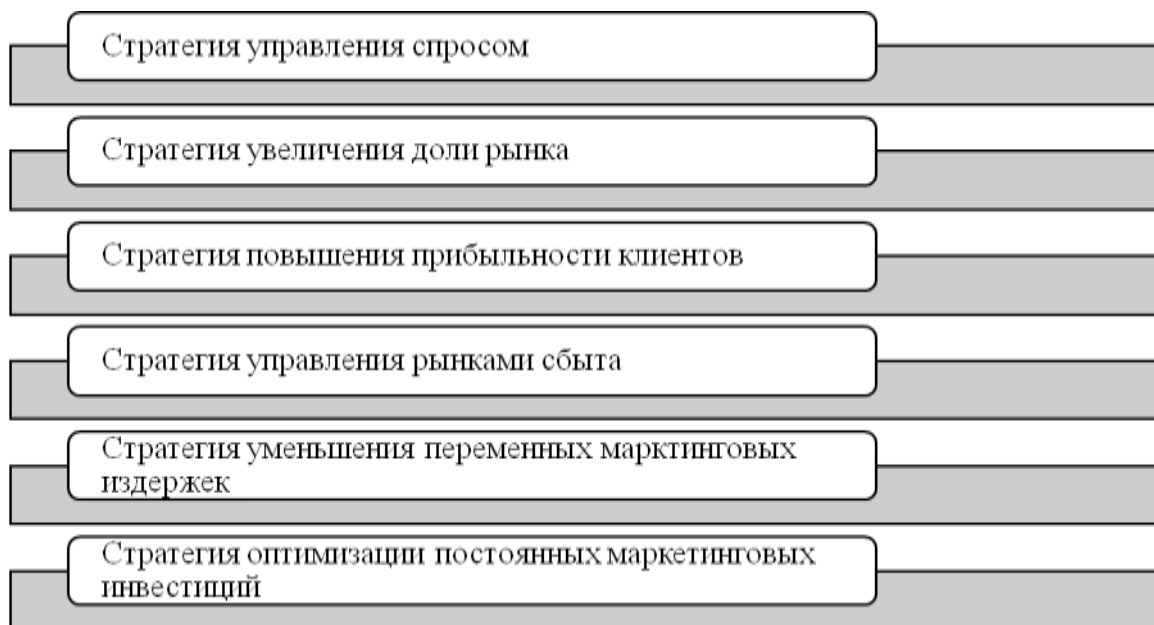 Стратегия управления спросом
Стратегия увеличения доли рынка
Стратегия повышения прибыльности клиентов
Стратегия управления рынками сбыта
Стратегия уменьшения переменных марктинговых
издержек
Стратегия оптимизации постоянных маркетинговых
инвестиций